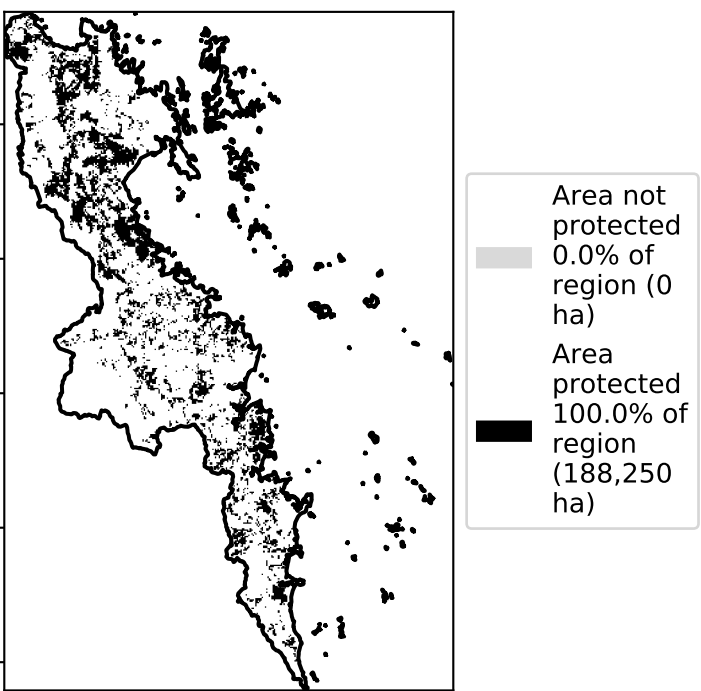 Area not
protected
0.0% of
region (0
ha)
Area
protected
100.0% of
region
(188,250
ha)